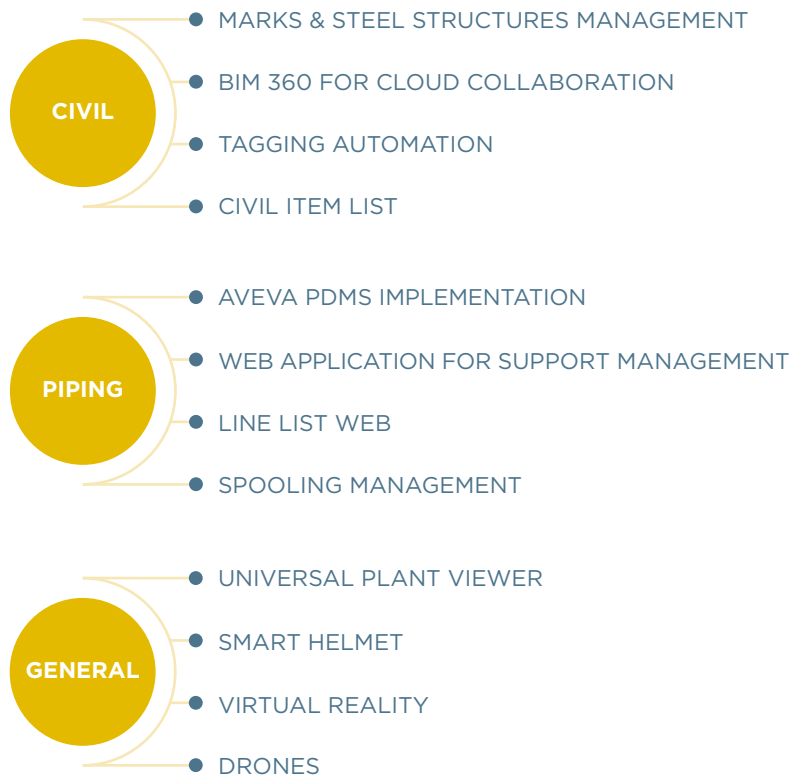 CIVIL
MARKS & STEEL STRUCTURES MANAGEMENT
BIM 360 FOR CLOUD COLLABORATION
TAGGING AUTOMATION
CIVIL ITEM LIST
PIPING
AVEVA PDMS IMPLEMENTATION
WEB APPLICATION FOR SUPPORT MANAGEMENT
LINE LIST WEB
SPOOLING MANAGEMENT
GENERAL
UNIVERSAL PLANT VIEWER
SMART HELMET
VIRTUAL REALITY
DRONES